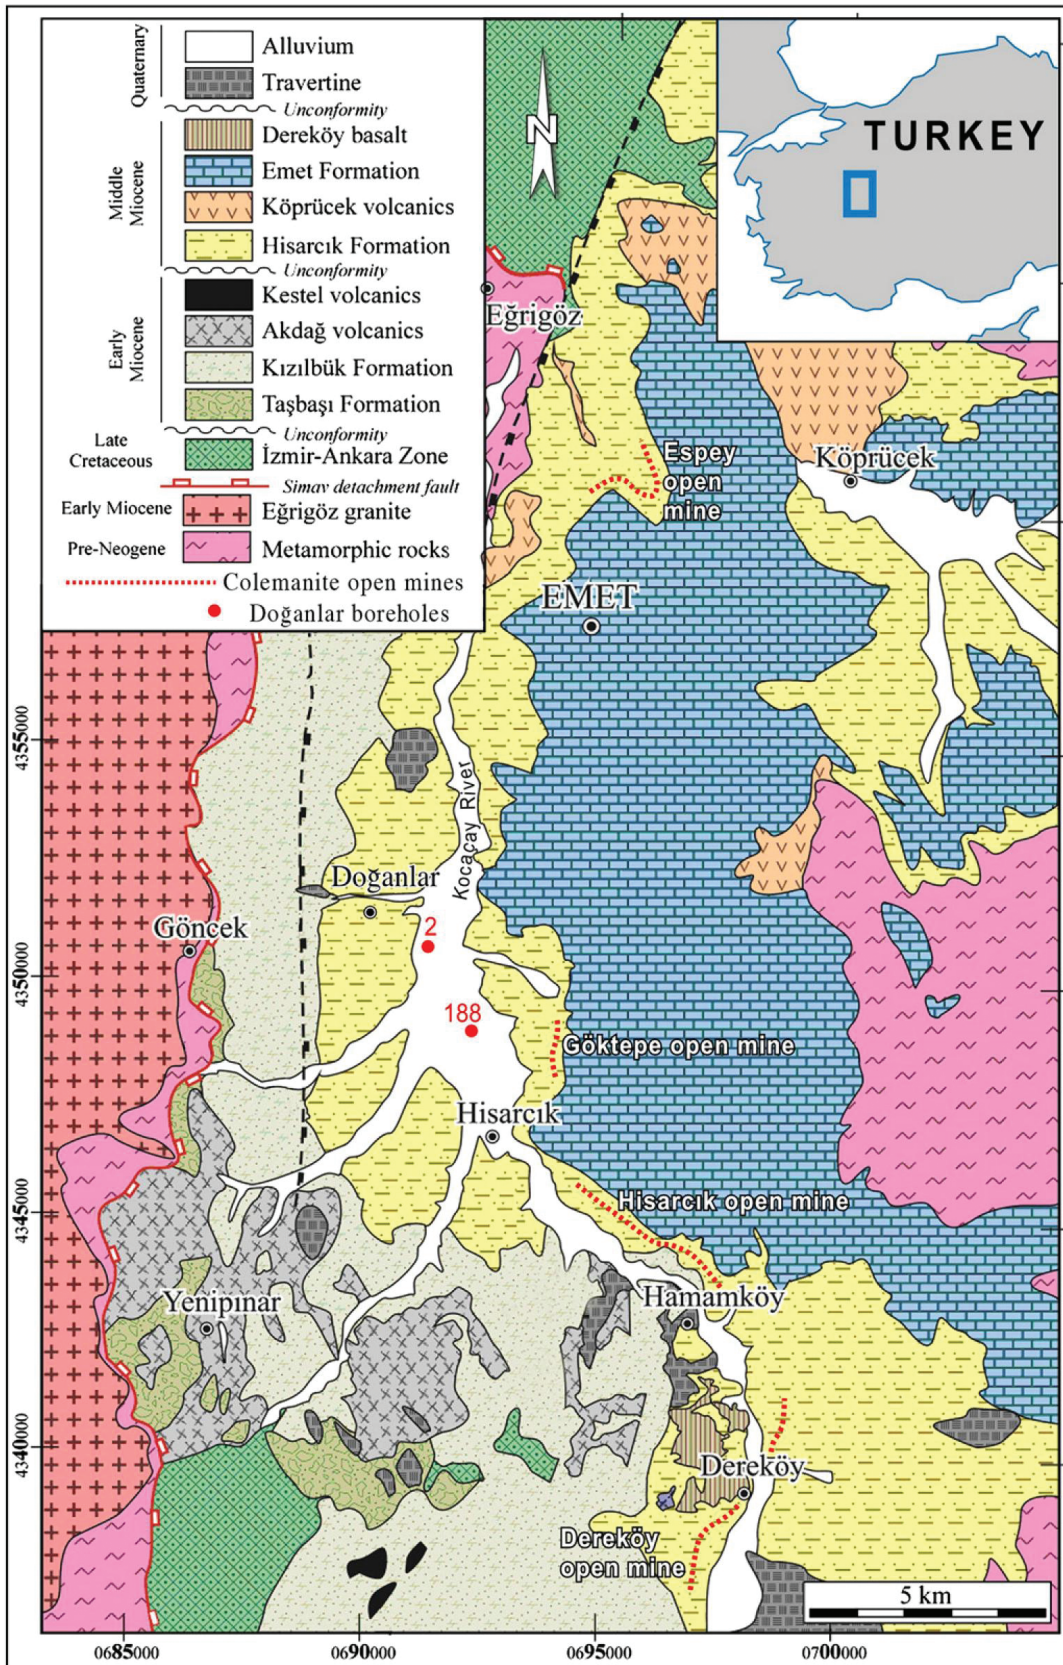 Quaternary
Alluvium
Travertine
Unconformity
Middle
Miocene
Dereköy basalt
Emet Formation
Köprücek volcanics
Hisarcık Formation
Unconformity
Early
Miocene
Kestel volcanics
Akdağ volcanics
Kızılbük Formation
Taşbaşı Formation
Unconformity
Late
Cretaceous
İzmir-Ankara Zone
Simav detachment fault
Early Miocene
Eğrigöz granite
Pre-Neogene
Metamorphic rocks
Colemanite open mines
Doğanlar boreholes
N
TURKEY
Eğrigöz
Espey
open
mine
Köprücek
EMET
4355000
Kocaçay River
Doğanlar
2
Göncek
4350000
188
Göktepe open mine
Hisarcık
4345000
Hisarcık open mine
Yenipınar
Hamamköy
4340000
Dereköy
Dereköy
open mine
5 km
0685000
0690000
0695000
0700000